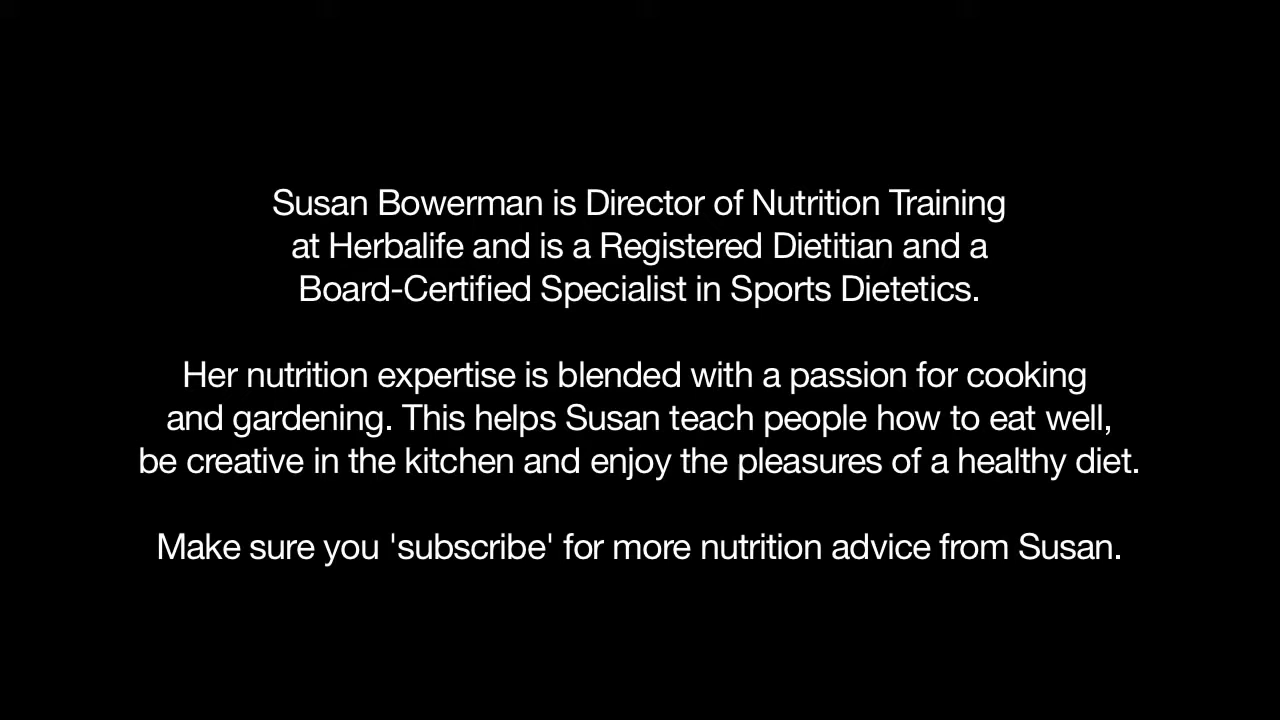 Susan Bowerman is Director of Nutrition Training
at Herbalife and is a Registered Dietitian and a
Board-Certified Specialist in Sports Dietetics.
Her nutrition expertise is blended with a passion for cooking
and gardening. This helps Susan teach people how to eat well,
be creative in the kitchen and enjoy the pleasures of a healthy diet.
Make sure you 'subscribe' for more nutrition advice from Susan.